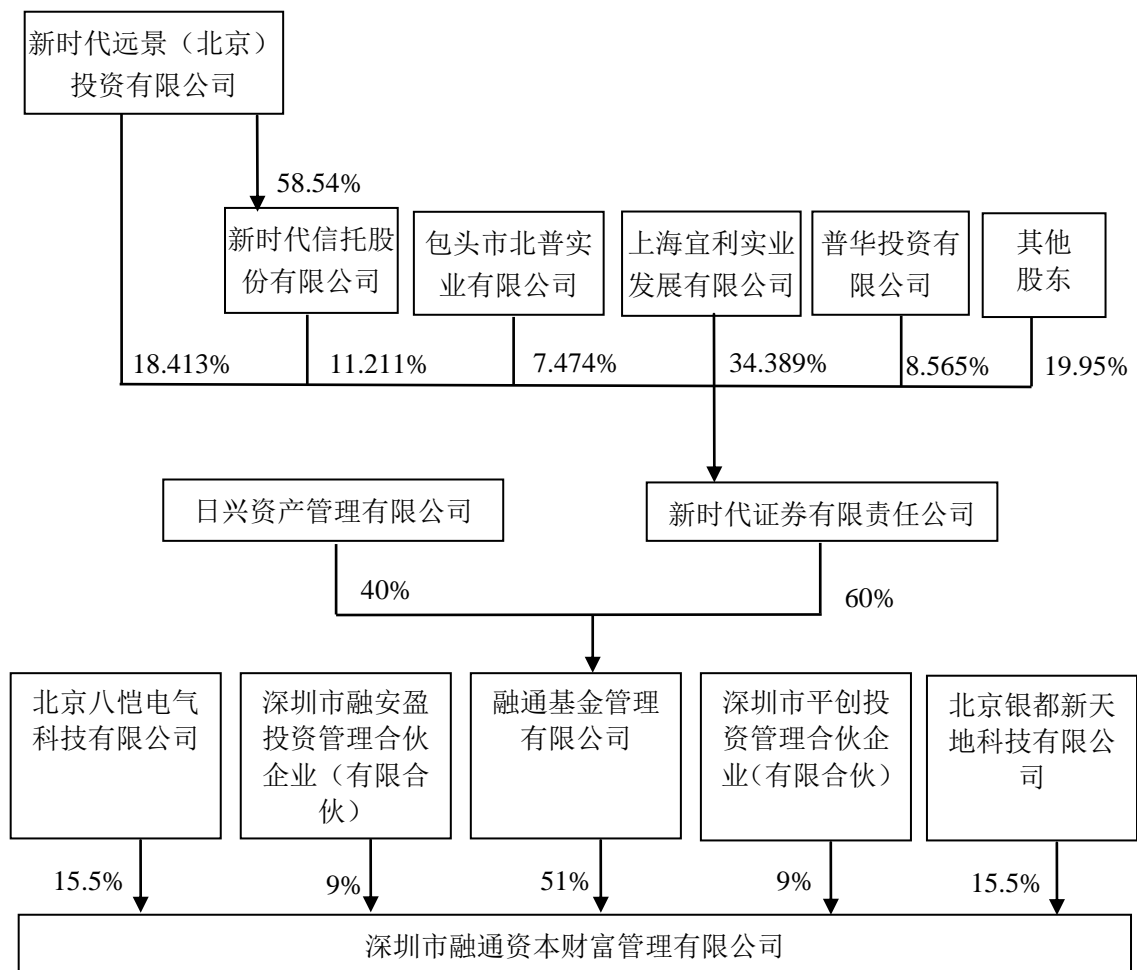 新时代远景（北京）
投资有限公司
58.54%
新时代信托股
份有限公司
包头市北普实
业有限公司
上海宜利实业
发展有限公司
普华投资有
限公司
其他
股东
18.413%
11.211%
7.474%
34.389%
8.565%
19.95%
日兴资产管理有限公司
新时代证券有限责任公司
40%
60%
北京八恺电气
科技有限公司
深圳市融安盈
投资管理合伙
企业（有限合
伙）
融通基金管理
有限公司
深圳市平创投
资管理合伙企
业(有限合伙)
北京银都新天
地科技有限公
司
15.5%
9%
51%
9%
15.5%
深圳市融通资本财富管理有限公司